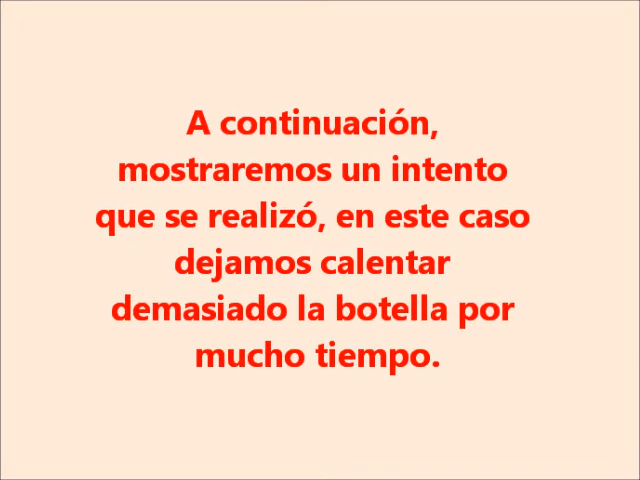 A continuación,
mostraremos un intento
que se realizó, en este caso
dejamos calentar
demasiado la botella por
mucho tiempo.